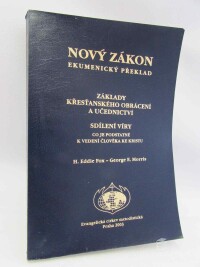 NOVÝ ZÁKON
EKUMENICKÝ PŘEKLAD
ZÁKLADY
KŘESŤANSKÉHO OBRÁCENÍ
A UČEDNICTVÍ
SDÍLENÍ VÍRY
CO JE PODSTATNÉ
K VEDENÍ ČLOVĚKA KE KRISTU
H. Eddie Fox - George E. Morris
Evangelická církev metodistická
Praha 2002